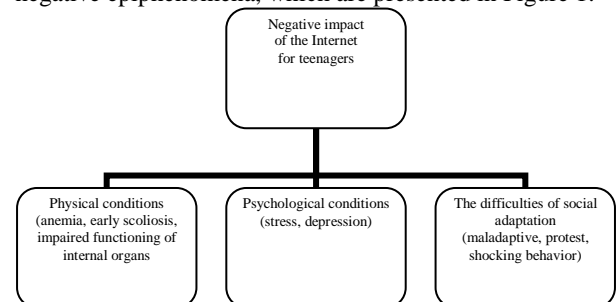 negative epiphenomena, which are presented in Figure 1.
Negative impact
of the Internet
for teenagers
Physical conditions
(anemia, early scoliosis,
impaired functioning of
internal organs
Psychological conditions
(stress, depression)
The difficulties of social
adaptation
(maladaptive, protest,
shocking behavior)